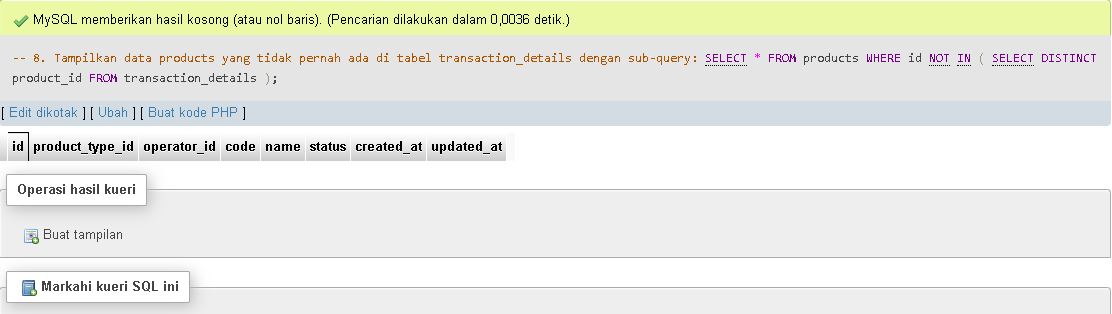 MySQL memberikan hasil kosong (atau nol baris). (Pencarian dilakukan dalam 0,0036 detik.)
-- 8. Tampilkan data products yang tidak pernah ada di tabel transaction_details dengan sub-query: SELECT * FROM products WHERE id NOT IN ( SELECT DISTINCT
product_id FROM transaction_details );
[ Edit dikotak ] [ Ubah ] [ Buat kode PHP ]
id product_type_id operator_id code name status created_at updated_at
Operasi hasil kueri
Buat tampilan
Markahi kueri SQL ini